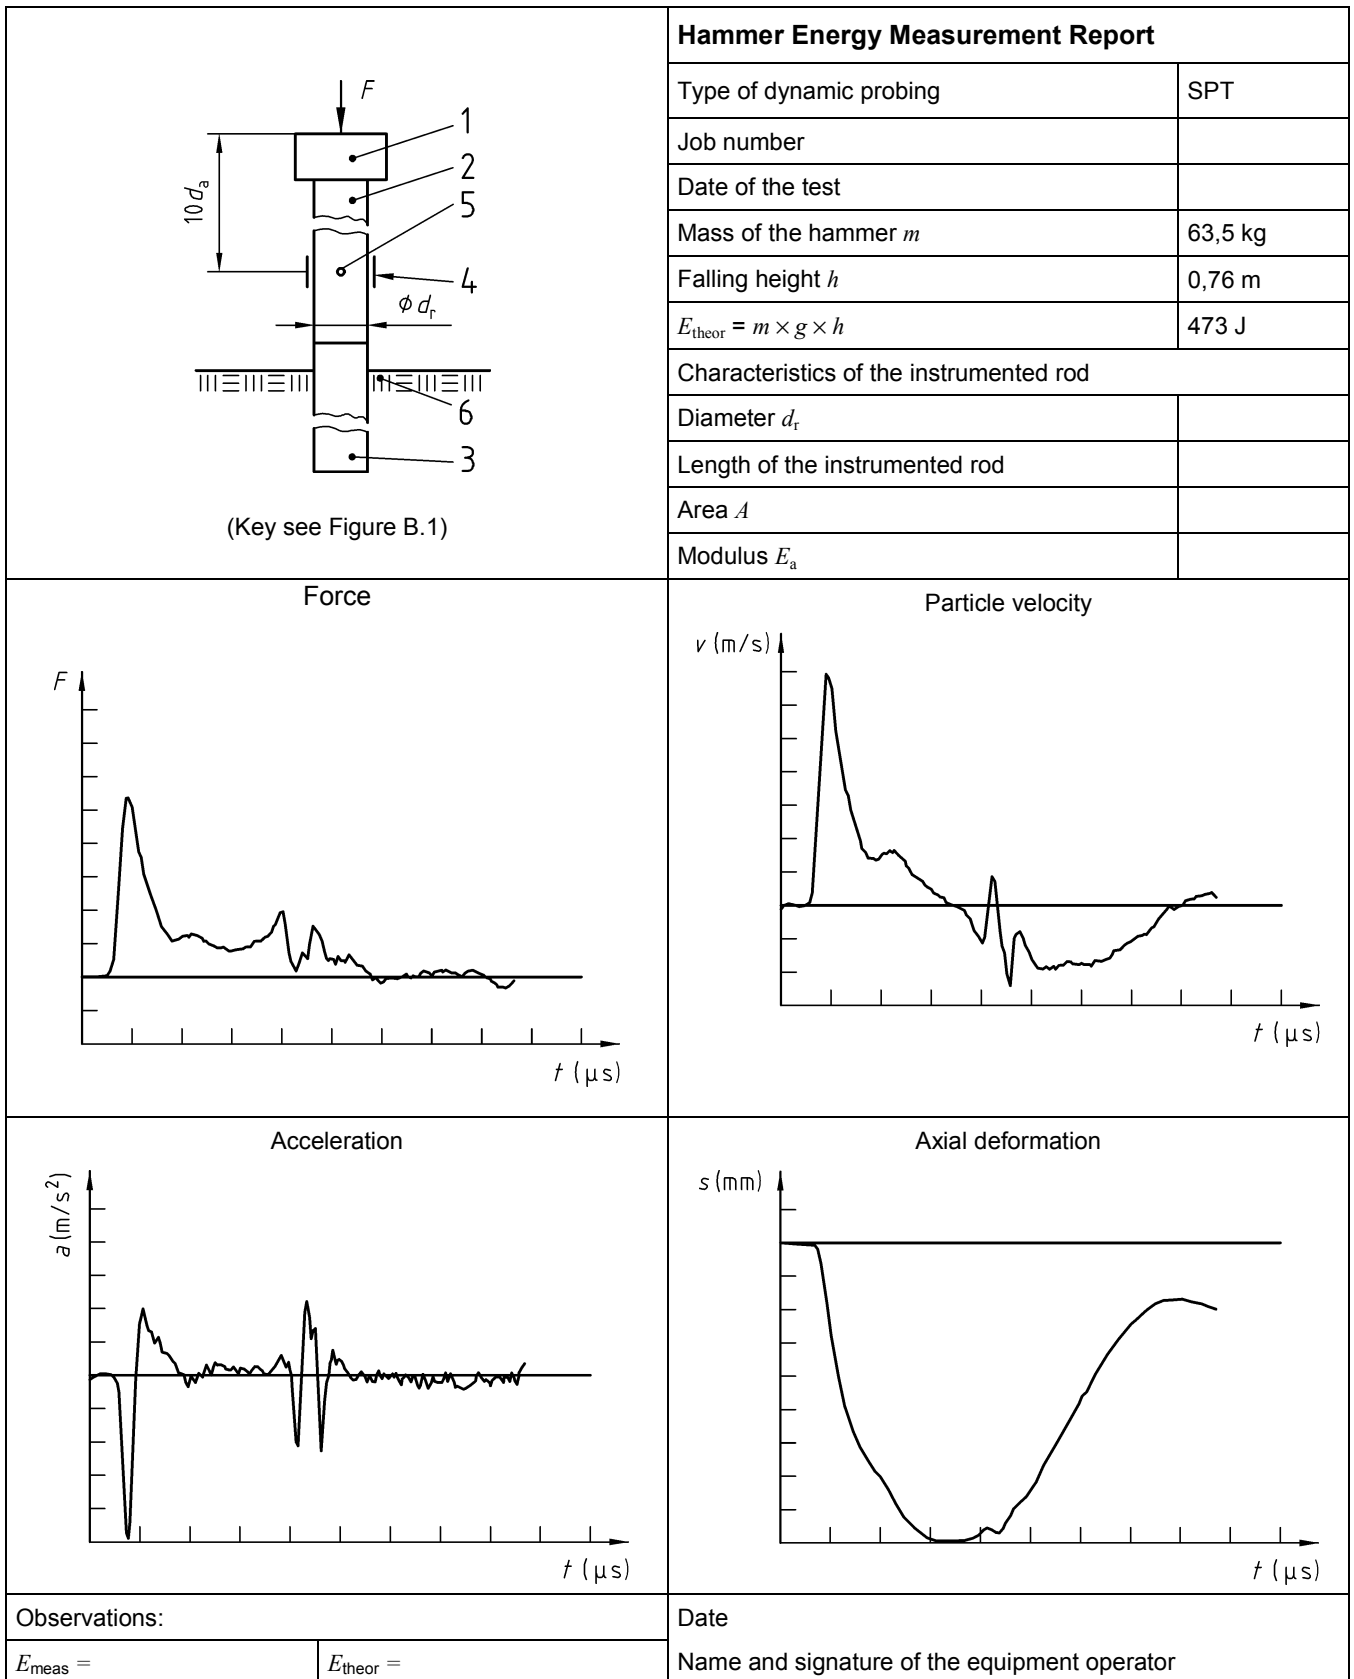 Hammer Energy Measurement Report
Type of dynamic probing SPT
Job number
Date of the test
Mass of the hammer m 63,5 kg
Falling height h 0,76 m
E_theor = m × g × h 473 J
Characteristics of the instrumented rod
Diameter d_r
Length of the instrumented rod
Area A
Modulus E_a
F
1
2
5
10 d_a
4
ϕ d_r
6
3
(Key see Figure B.1)
Force
F
t (µs)
Particle velocity
v (m/s)
t (µs)
Acceleration
a (m/s²)
t (µs)
Axial deformation
s (mm)
t (µs)
Observations:
E_meas =
E_theor =
Date
Name and signature of the equipment operator